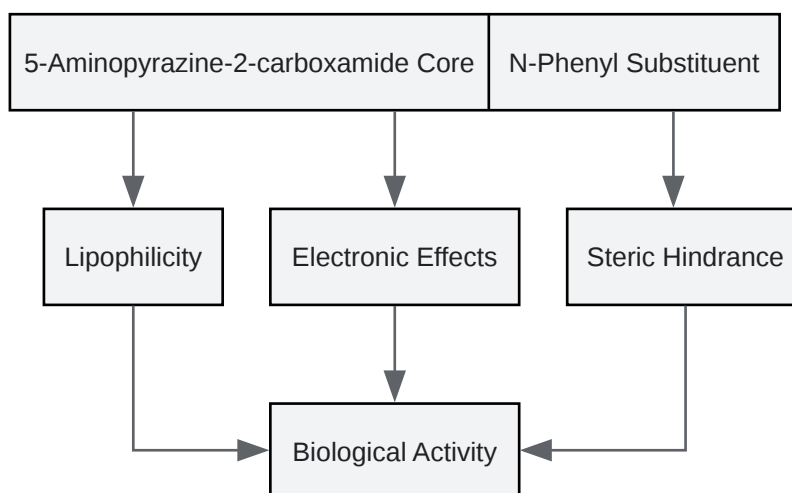 5-Aminopyrazine-2-carboxamide Core
N-Phenyl Substituent
Lipophilicity
Electronic Effects
Steric Hindrance
Biological Activity